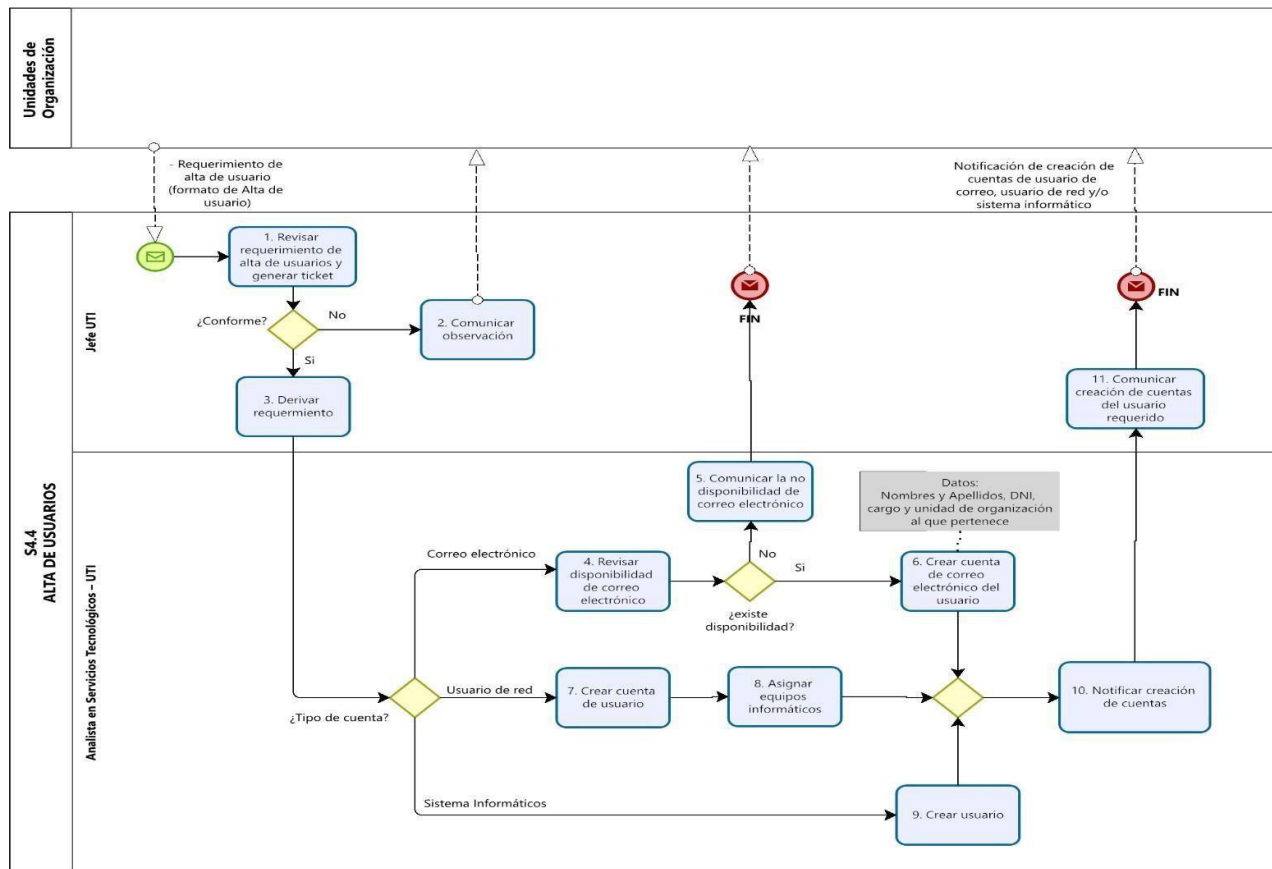 Unidades de
Organización
- Requerimiento de
alta de usuario
(formato de Alta de
usuario)
Notificación de creación de
cuentas de usuario de
correo, usuario de red y/o
sistema informático
S4.4
ALTA DE USUARIOS
Jefe UTI
1. Revisar
requerimiento de
alta de usuarios y
generar ticket
¿Conforme?
No
2. Comunicar
observación
Si
3. Derivar
requermiento
FIN
FIN
11. Comunicar
creación de cuentas
del usuario
requerido
Analista en Servicios Tecnológicos – UTI
5. Comunicar la no
disponibilidad de
correo electrónico
Datos:
Nombres y Apellidos, DNI,
cargo y unidad de organización
al que pertenece
Correo electrónico
4. Revisar
disponibilidad
de correo
electrónico
No
Si
¿existe
disponibilidad?
6. Crear cuenta
de correo
electrónico del
usuario
¿Tipo de cuenta?
Usuario de red
7. Crear cuenta
de usuario
8. Asignar
equipos
informáticos
10. Notificar creación
de cuentas
Sistema Informáticos
9. Crear usuario